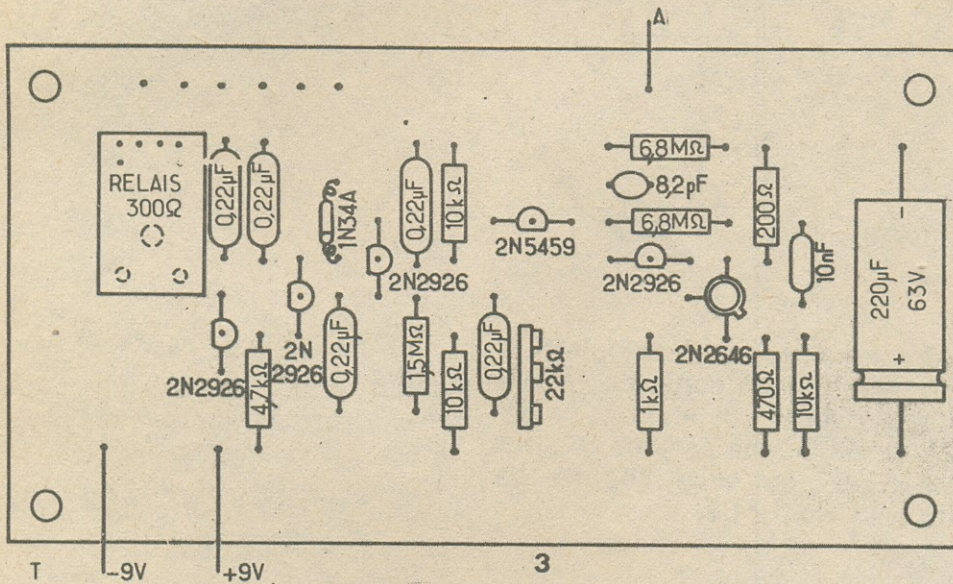 A
RELAIS
300Ω
0,22µF
0,22µF
1N34A
2N2926
0,22µF
10kΩ
2N5459
6,8MΩ
8,2pF
6,8MΩ
2N2926
200Ω
10nF
220µF
63V
-
+
2N2926
4,7kΩ
2N
2926
0,22µF
1,5MΩ
10kΩ
0,22µF
22kΩ
1kΩ
2N2646
470Ω
10kΩ
T
-9V
+9V
3